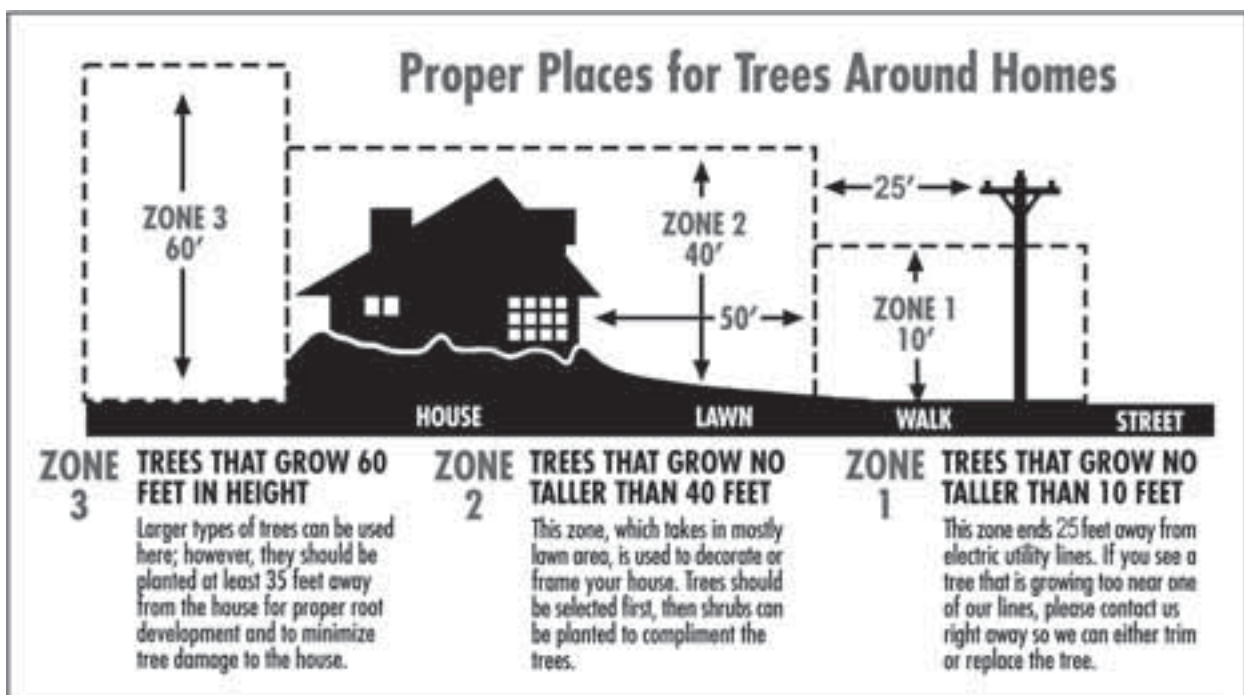 Proper Places for Trees Around Homes
ZONE 3
60'
ZONE 2
40'
25'
50'
ZONE 1
10'
HOUSE
LAWN
WALK
STREET
ZONE
3
TREES THAT GROW 60
FEET IN HEIGHT
Larger types of trees can be used
here; however, they should be
planted at least 35 feet away
from the house for proper root
development and to minimize
tree damage to the house.
ZONE
2
TREES THAT GROW NO
TALLER THAN 40 FEET
This zone, which takes in mostly
lawn area, is used to decorate or
frame your house. Trees should
be selected first, then shrubs can
be planted to compliment the
trees.
ZONE
1
TREES THAT GROW NO
TALLER THAN 10 FEET
This zone ends 25 feet away from
electric utility lines. If you see a
tree that is growing too near one
of our lines, please contact us
right away so we can either trim
or replace the tree.